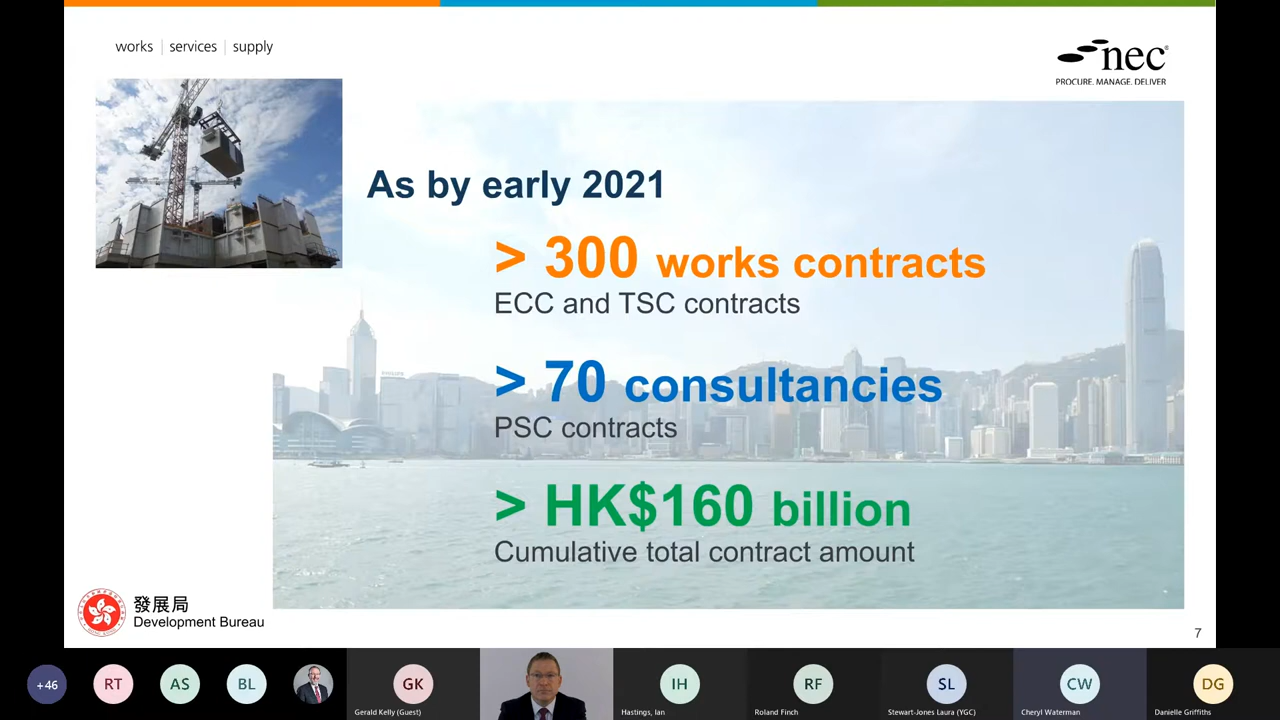 works | services | supply
nec®
PROCURE. MANAGE. DELIVER
As by early 2021
> 300 works contracts
ECC and TSC contracts
> 70 consultancies
PSC contracts
> HK$160 billion
Cumulative total contract amount
發展局
Development Bureau
7
+46
RT
AS
BL
GK
IH
RF
SL
CW
DG
Gerald Kelly (Guest)
Hastings, Ian
Roland Finch
Stewart-Jones Laura (YGC)
Cheryl Waterman
Danielle Griffiths